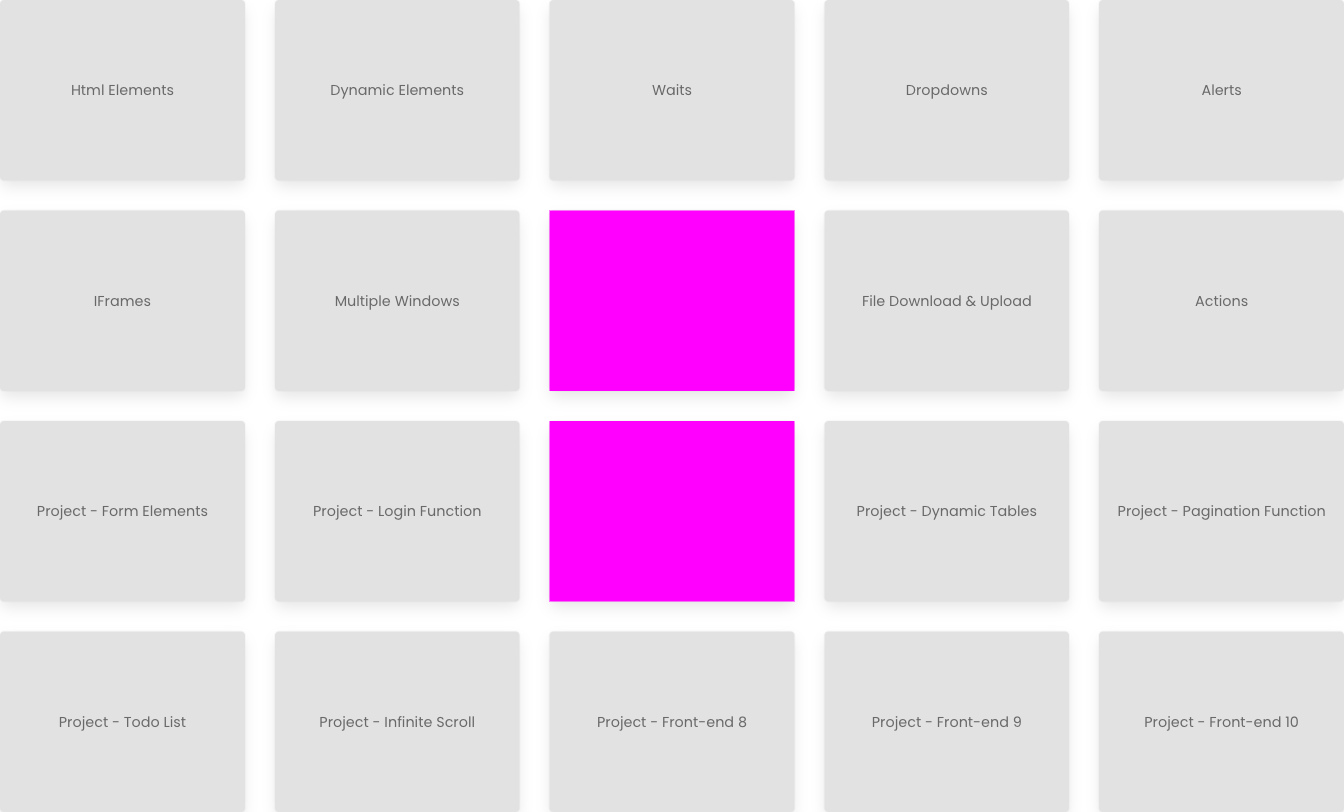 Html Elements
Dynamic Elements
Waits
Dropdowns
Alerts
IFrames
Multiple Windows
File Download & Upload
Actions
Project - Form Elements
Project - Login Function
Project - Dynamic Tables
Project - Pagination Function
Project - Todo List
Project - Infinite Scroll
Project - Front-end 8
Project - Front-end 9
Project - Front-end 10